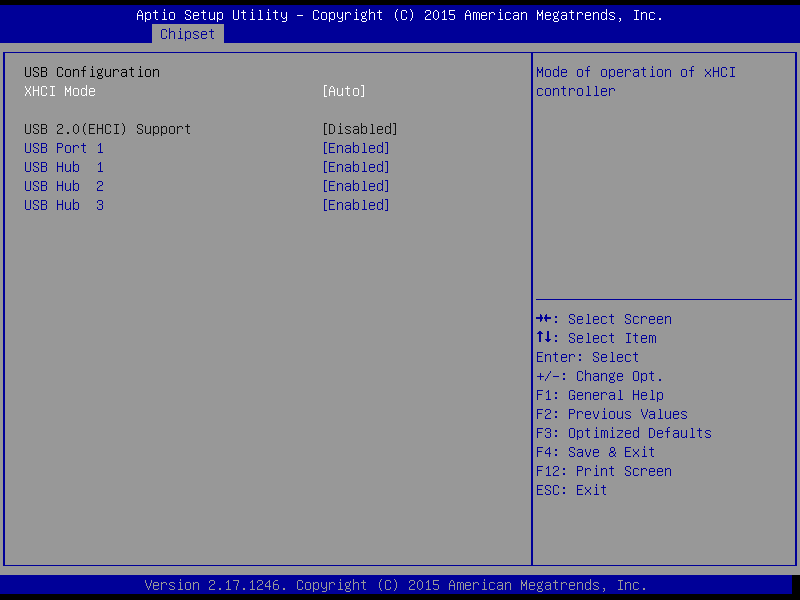 Aptio Setup Utility – Copyright (C) 2015 American Megatrends, Inc.
Chipset
USB Configuration
XHCI Mode [Auto]
USB 2.0(EHCI) Support [Disabled]
USB Port 1 [Enabled]
USB Hub 1 [Enabled]
USB Hub 2 [Enabled]
USB Hub 3 [Enabled]
Mode of operation of xHCI
controller
→←: Select Screen
↑↓: Select Item
Enter: Select
+/-: Change Opt.
F1: General Help
F2: Previous Values
F3: Optimized Defaults
F4: Save & Exit
F12: Print Screen
ESC: Exit
Version 2.17.1246. Copyright (C) 2015 American Megatrends, Inc.